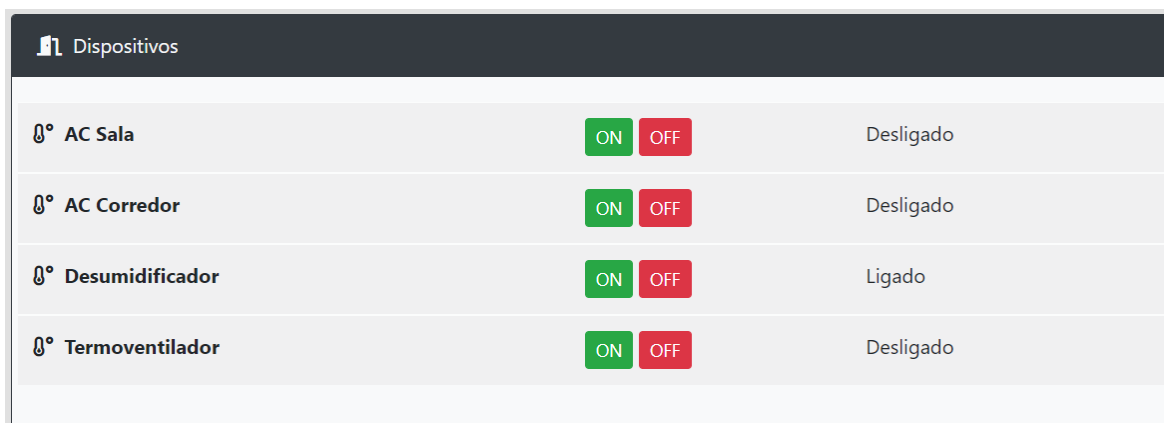 Dispositivos
AC Sala ON OFF Desligado
AC Corredor ON OFF Desligado
Desumidificador ON OFF Ligado
Termoventilador ON OFF Desligado